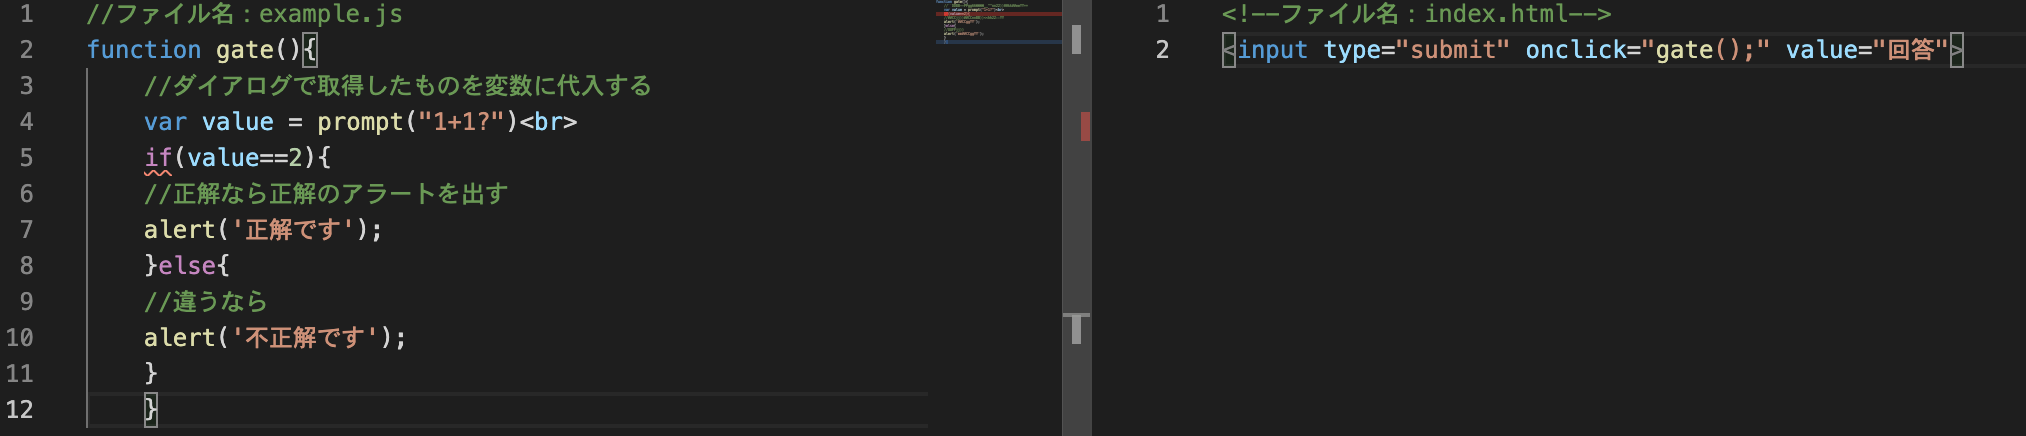 1 //ファイル名：example.js
2 function gate(){
3 //ダイアログで取得したものを変数に代入する
4 var value = prompt("1+1?")<br>
5 if(value==2){
6 //正解なら正解のアラートを出す
7 alert('正解です');
8 }else{
9 //違うなら
10 alert('不正解です');
11 }
12 }
1 <!--ファイル名：index.html-->
2 <input type="submit" onclick="gate();" value="回答">